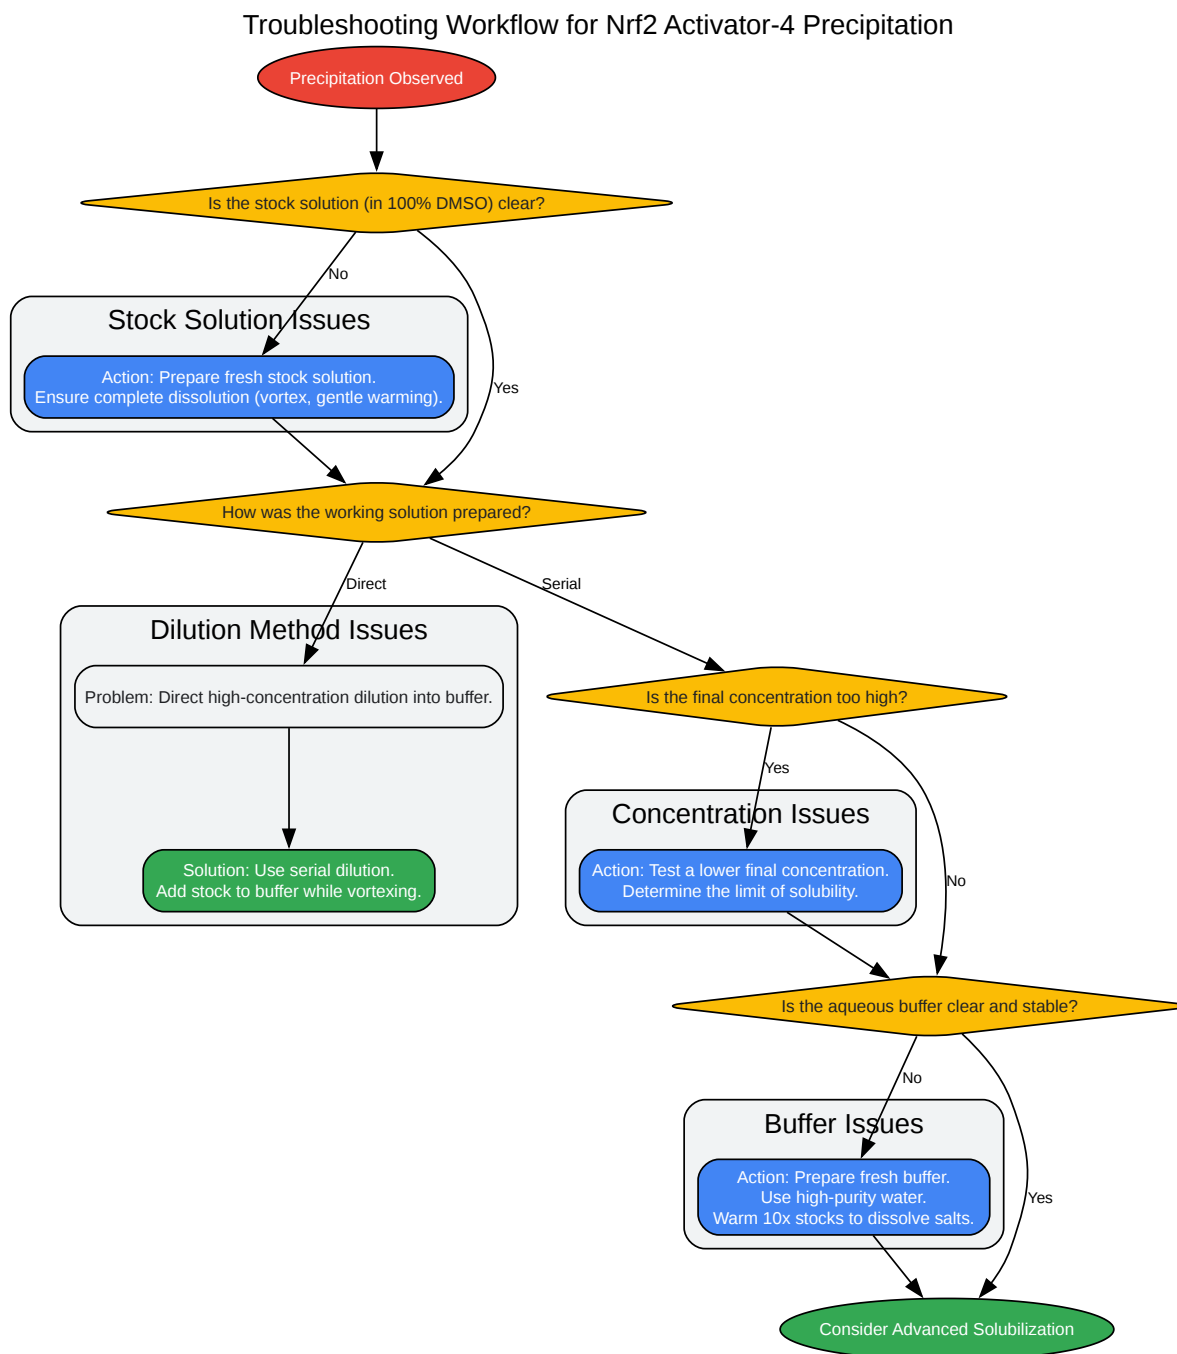 Troubleshooting Workflow for Nrf2 Activator-4 Precipitation
Precipitation Observed
Is the stock solution (in 100% DMSO) clear?
No
Stock Solution Issues
Action: Prepare fresh stock solution.
Ensure complete dissolution (vortex, gentle warming).
Yes
How was the working solution prepared?
Direct
Serial
Dilution Method Issues
Problem: Direct high-concentration dilution into buffer.
Is the final concentration too high?
Yes
Concentration Issues
Solution: Use serial dilution.
Add stock to buffer while vortexing.
Action: Test a lower final concentration.
Determine the limit of solubility.
No
Is the aqueous buffer clear and stable?
No
Buffer Issues
Action: Prepare fresh buffer.
Use high-purity water.
Warm 10x stocks to dissolve salts.
Yes
Consider Advanced Solubilization